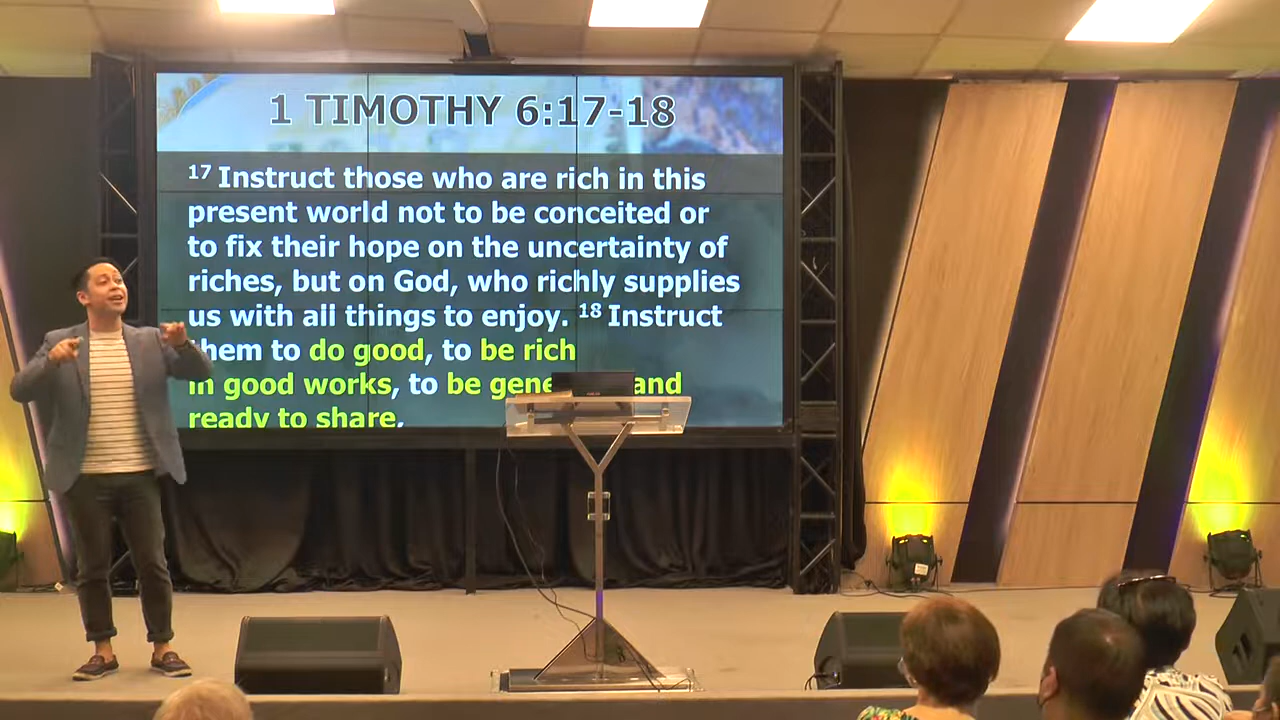 1 TIMOTHY 6:17-18
17 Instruct those who are rich in this
present world not to be conceited or
to fix their hope on the uncertainty of
riches, but on God, who richly supplies
us with all things to enjoy. 18 Instruct
them to do good, to be rich
in good works, to be and
ready to share.